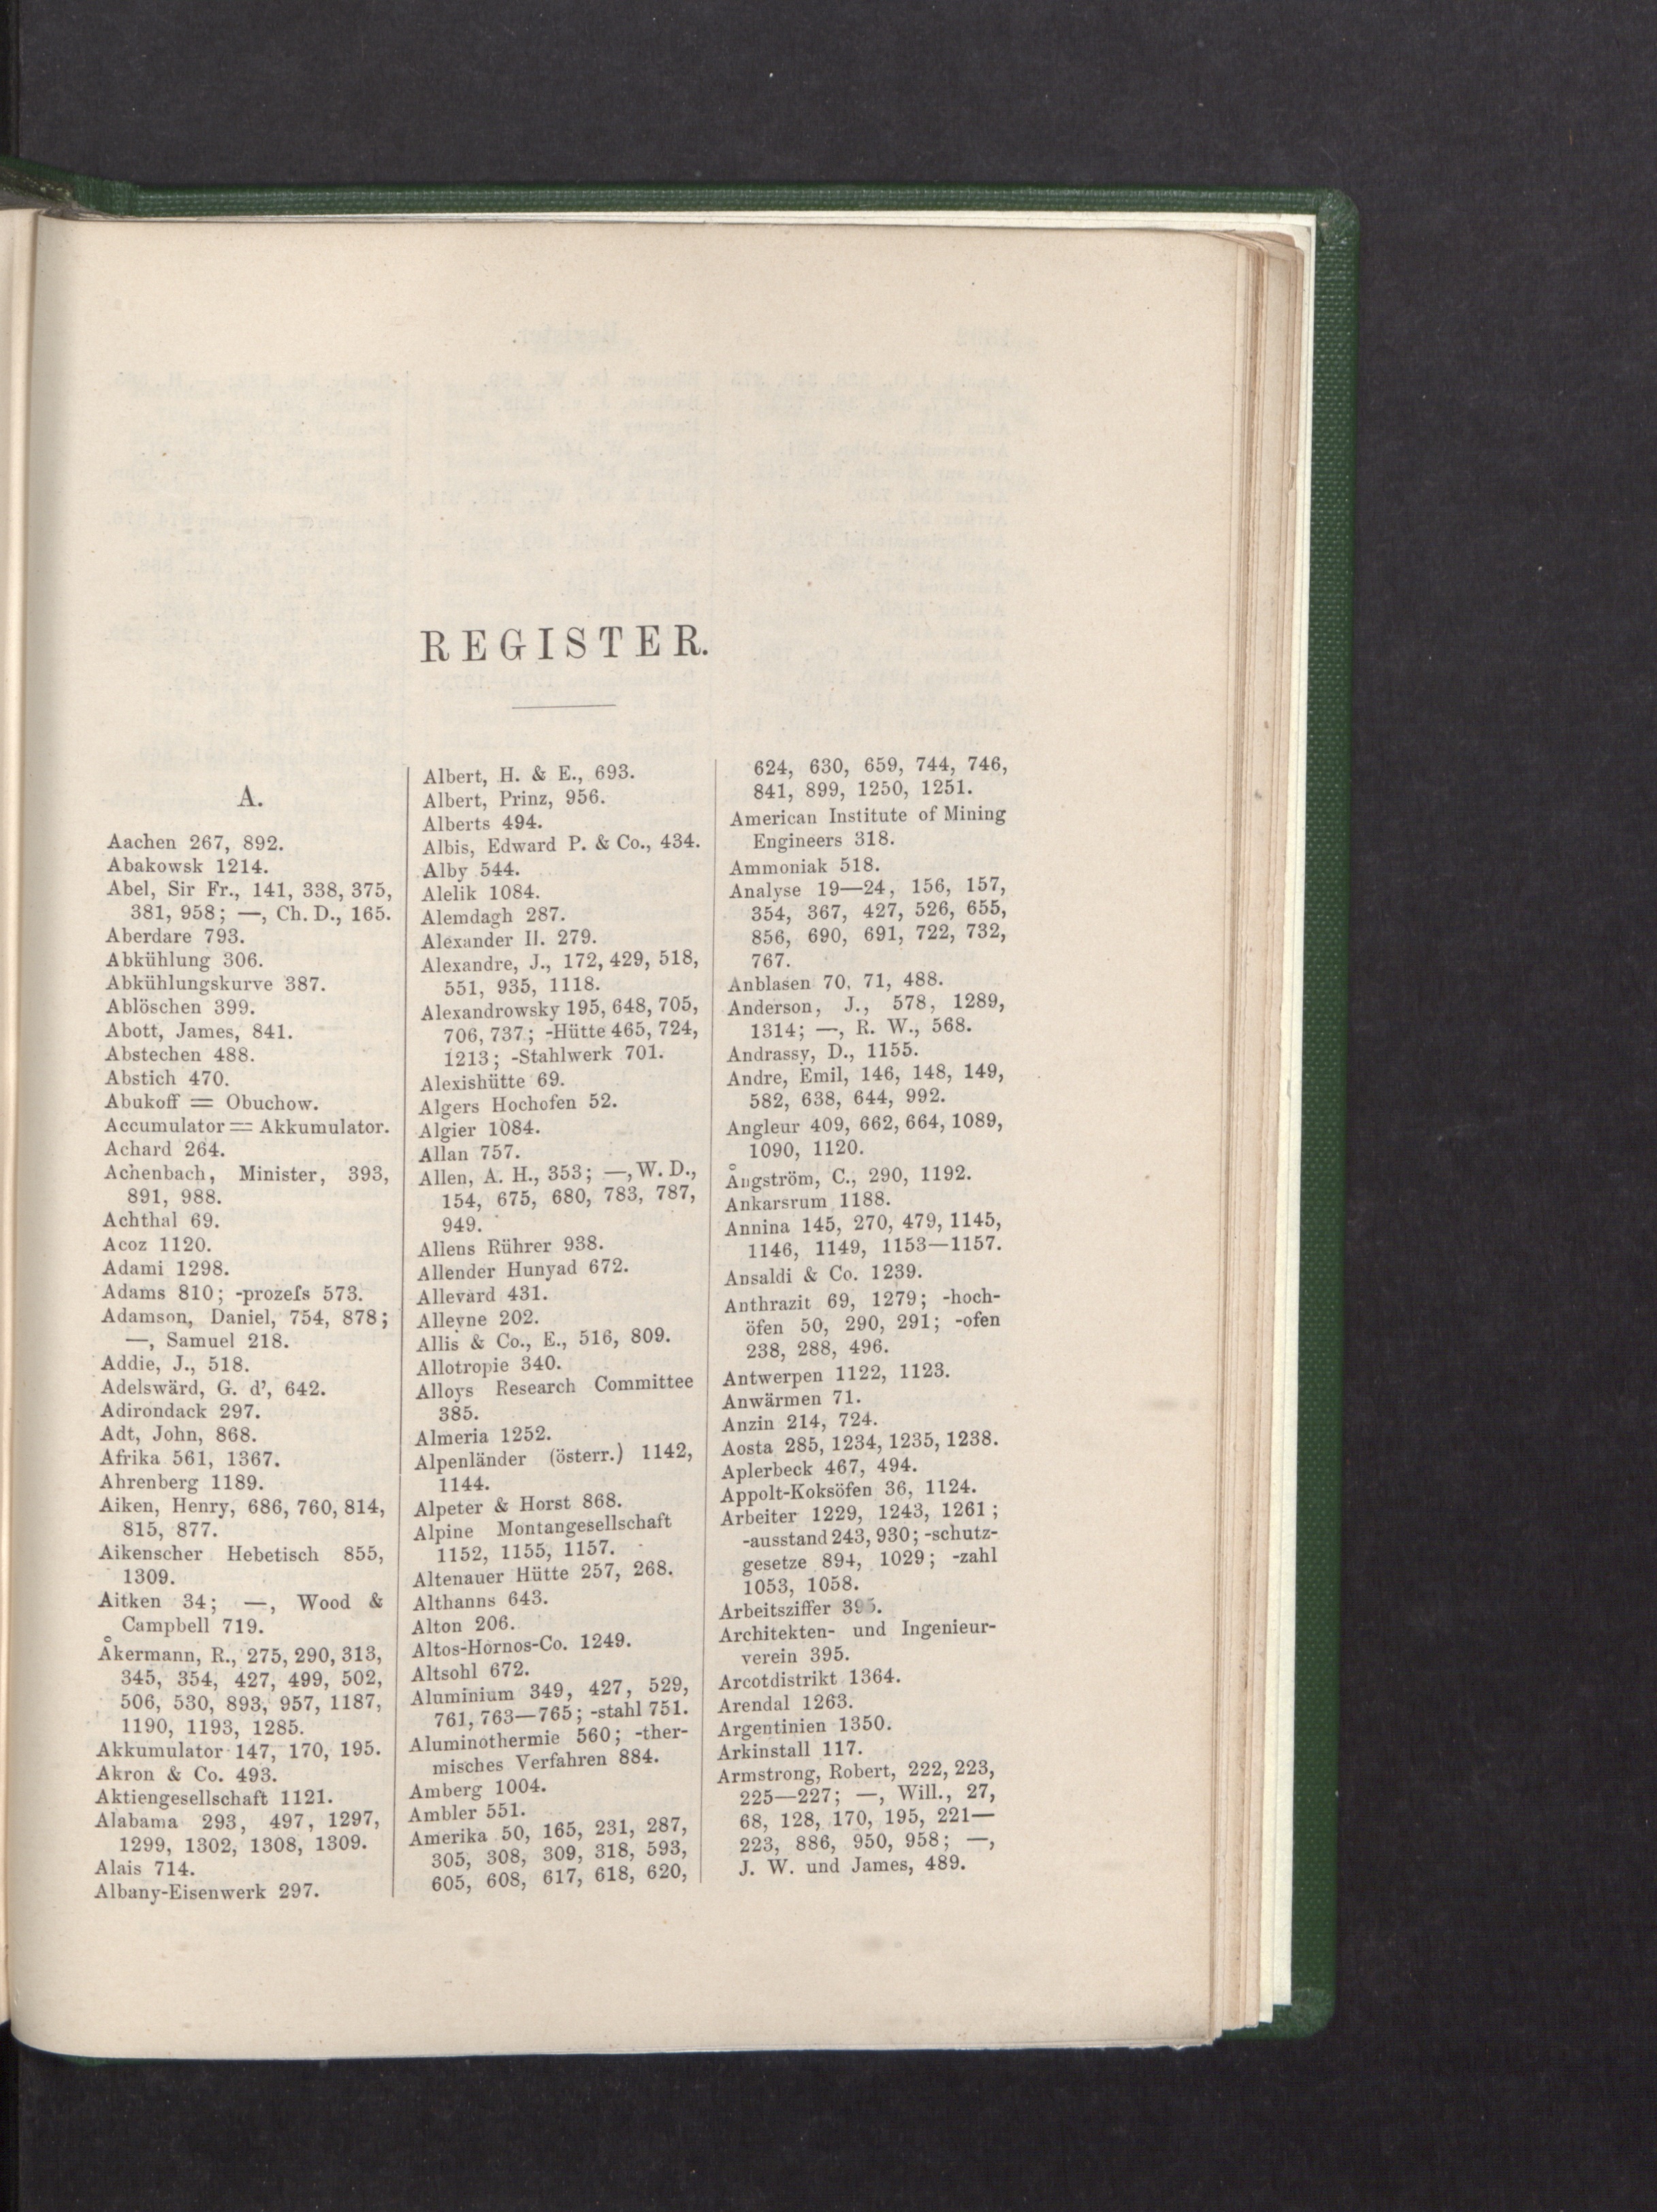 REGISTER.
A.
Aachen 267, 892.
Abakowsk 1214.
Abel, Sir Fr., 141, 338, 375,
381, 958; —, Ch. D., 165.
Aberdare 793.
Abkühlung 306.
Abkühlungskurve 387.
Ablöschen 399.
Abott, James, 841.
Abstechen 488.
Abstich 470.
Abukoff = Obuchow.
Accumulator = Akkumulator.
Achard 264.
Achenbach, Minister, 393,
891, 988.
Achthal 69.
Acoz 1120.
Adami 1298.
Adams 810; -prozeſs 573.
Adamson, Daniel, 754, 878;
—, Samuel 218.
Addie, J., 518.
Adelswärd, G. d', 642.
Adirondack 297.
Adt, John, 868.
Afrika 561, 1367.
Ahrenberg 1189.
Aiken, Henry, 686, 760, 814,
815, 877.
Aikenscher Hebetisch 855,
1309.
Aitken 34; —, Wood &
Campbell 719.
Åkermann, R., 275, 290, 313,
345, 354, 427, 499, 502,
506, 530, 893, 957, 1187,
1190, 1193, 1285.
Akkumulator 147, 170, 195.
Akron & Co. 493.
Aktiengesellschaft 1121.
Alabama 293, 497, 1297,
1299, 1302, 1308, 1309.
Alais 714.
Albany-Eisenwerk 297.
Albert, H. & E., 693.
Albert, Prinz, 956.
Alberts 494.
Albis, Edward P. & Co., 434.
Alby 544.
Alelik 1084.
Alemdagh 287.
Alexander II. 279.
Alexandre, J., 172, 429, 518,
551, 935, 1118.
Alexandrowsky 195, 648, 705,
706, 737; -Hütte 465, 724,
1213; -Stahlwerk 701.
Alexishütte 69.
Algers Hochofen 52.
Algier 1084.
Allan 757.
Allen, A. H., 353; —, W. D.,
154, 675, 680, 783, 787,
949.
Allens Rührer 938.
Allender Hunyad 672.
Allevard 431.
Alleyne 202.
Allis & Co., E., 516, 809.
Allotropie 340.
Alloys Research Committee
385.
Almeria 1252.
Alpenländer (österr.) 1142,
1144.
Alpeter & Horst 868.
Alpine Montangesellschaft
1152, 1155, 1157.
Altenauer Hütte 257, 268.
Althanns 643.
Alton 206.
Altos-Hornos-Co. 1249.
Altsohl 672.
Aluminium 349, 427, 529,
761, 763—765; -stahl 751.
Aluminothermie 560; -ther-
misches Verfahren 884.
Amberg 1004.
Ambler 551.
Amerika 50, 165, 231, 287,
305, 308, 309, 318, 593,
605, 608, 617, 618, 620,
624, 630, 659, 744, 746,
841, 899, 1250, 1251.
American Institute of Mining
Engineers 318.
Ammoniak 518.
Analyse 19—24, 156, 157,
354, 367, 427, 526, 655,
856, 690, 691, 722, 732,
767.
Anblasen 70, 71, 488.
Anderson, J., 578, 1289,
1314; —, R. W., 568.
Andrassy, D., 1155.
Andre, Emil, 146, 148, 149,
582, 638, 644, 992.
Angleur 409, 662, 664, 1089,
1090, 1120.
Ångström, C., 290, 1192.
Ankarsrum 1188.
Annina 145, 270, 479, 1145,
1146, 1149, 1153—1157.
Ansaldi & Co. 1239.
Anthrazit 69, 1279; -hoch-
öfen 50, 290, 291; -ofen
238, 288, 496.
Antwerpen 1122, 1123.
Anwärmen 71.
Anzin 214, 724.
Aosta 285, 1234, 1235, 1238.
Aplerbeck 467, 494.
Appolt-Koksöfen 36, 1124.
Arbeiter 1229, 1243, 1261;
-ausstand 243, 930; -schutz-
gesetze 894, 1029; -zahl
1053, 1058.
Arbeitsziffer 395.
Architekten- und Ingenieur-
verein 395.
Arcotdistrikt 1364.
Arendal 1263.
Argentinien 1350.
Arkinstall 117.
Armstrong, Robert, 222, 223,
225—227; —, Will., 27,
68, 128, 170, 195, 221—
223, 886, 950, 958; —,
J. W. und James, 489.